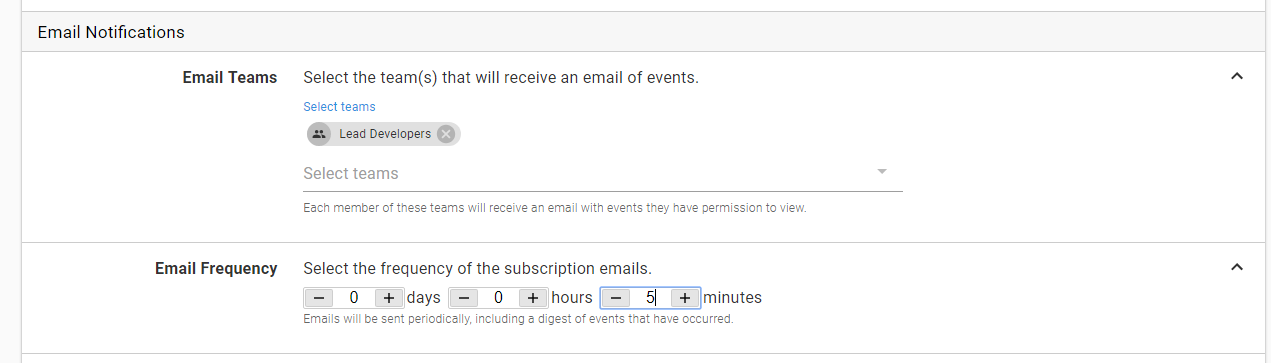 Email Notifications
Email Teams Select the team(s) that will receive an email of events.
Select teams
Lead Developers
Select teams
Each member of these teams will receive an email with events they have permission to view.
Email Frequency Select the frequency of the subscription emails.
− 0 + days − 0 + hours − 5 + minutes
Emails will be sent periodically, including a digest of events that have occurred.